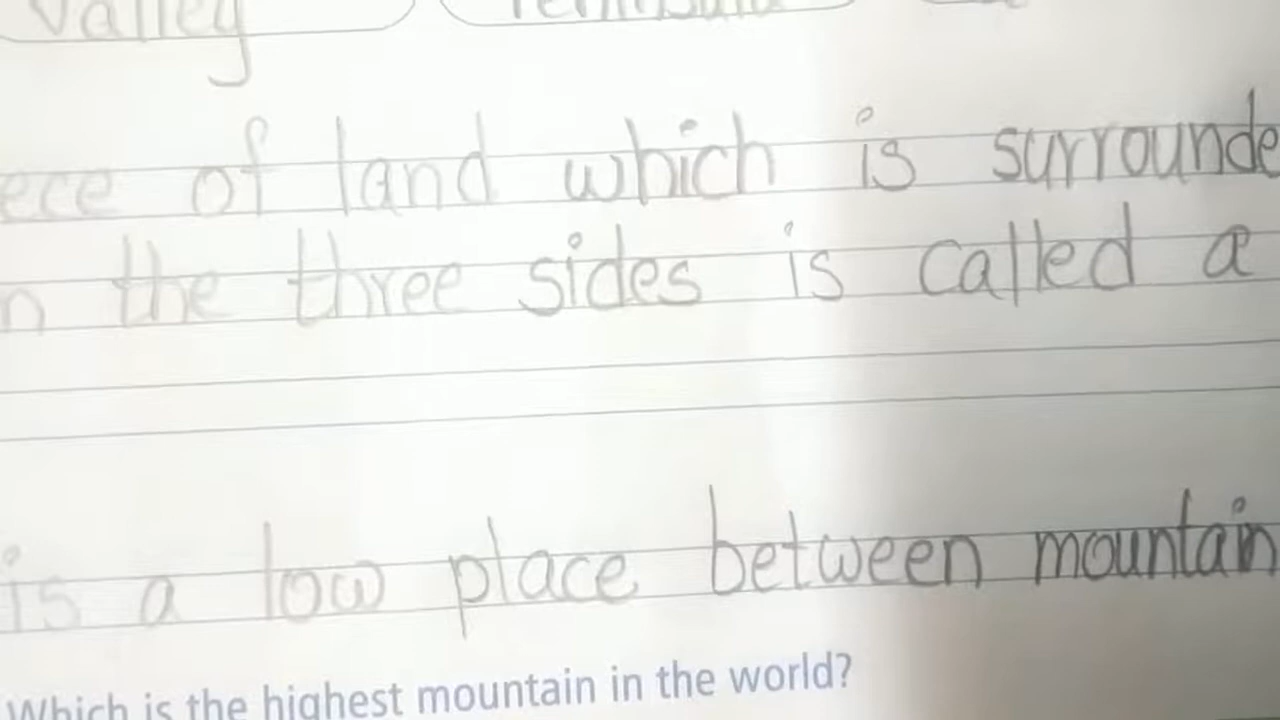 Valley Peninsula
ece of land which is surrounde
n the three sides is called a
is a low place between mountain
Which is the highest mountain in the world?